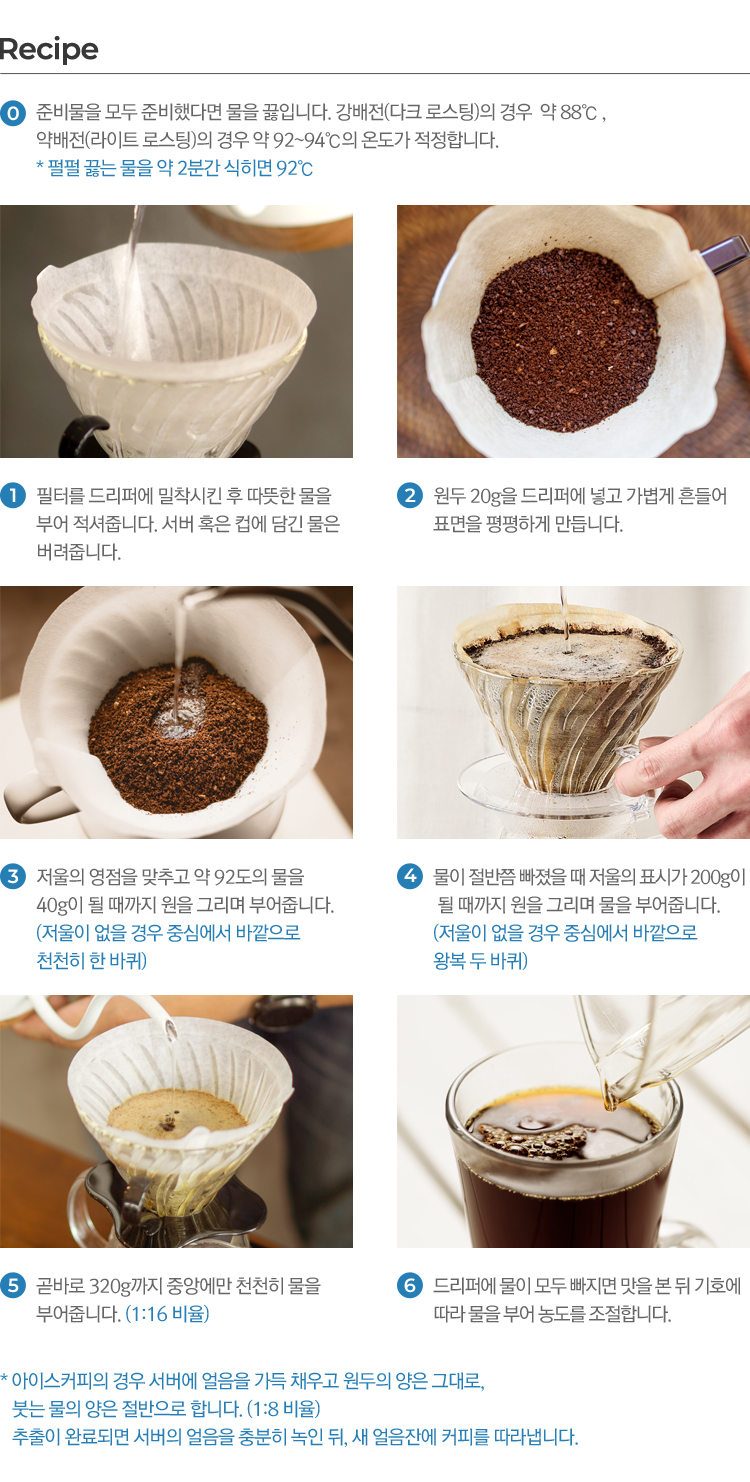 Recipe
0 준비물을 모두 준비했다면 물을 끓입니다. 강배전(다크 로스팅)의 경우 약 88℃ ,
약배전(라이트 로스팅)의 경우 약 92~94℃의 온도가 적정합니다.
* 펄펄 끓는 물을 약 2분간 식히면 92℃
1 필터를 드리퍼에 밀착시킨 후 따뜻한 물을
부어 적셔줍니다. 서버 혹은 컵에 담긴 물은
버려줍니다.
2 원두 20g을 드리퍼에 넣고 가볍게 흔들어
표면을 평평하게 만듭니다.
3 저울의 영점을 맞추고 약 92도의 물을
40g이 될 때까지 원을 그리며 부어줍니다.
(저울이 없을 경우 중심에서 바깥으로
천천히 한 바퀴)
4 물이 절반쯤 빠졌을 때 저울의 표시가 200g이
될 때까지 원을 그리며 물을 부어줍니다.
(저울이 없을 경우 중심에서 바깥으로
왕복 두 바퀴)
5 곧바로 320g까지 중앙에만 천천히 물을
부어줍니다. (1:16 비율)
6 드리퍼에 물이 모두 빠지면 맛을 본 뒤 기호에
따라 물을 부어 농도를 조절합니다.
* 아이스커피의 경우 서버에 얼음을 가득 채우고 원두의 양은 그대로,
붓는 물의 양은 절반으로 합니다. (1:8 비율)
추출이 완료되면 서버의 얼음을 충분히 녹인 뒤, 새 얼음잔에 커피를 따라냅니다.